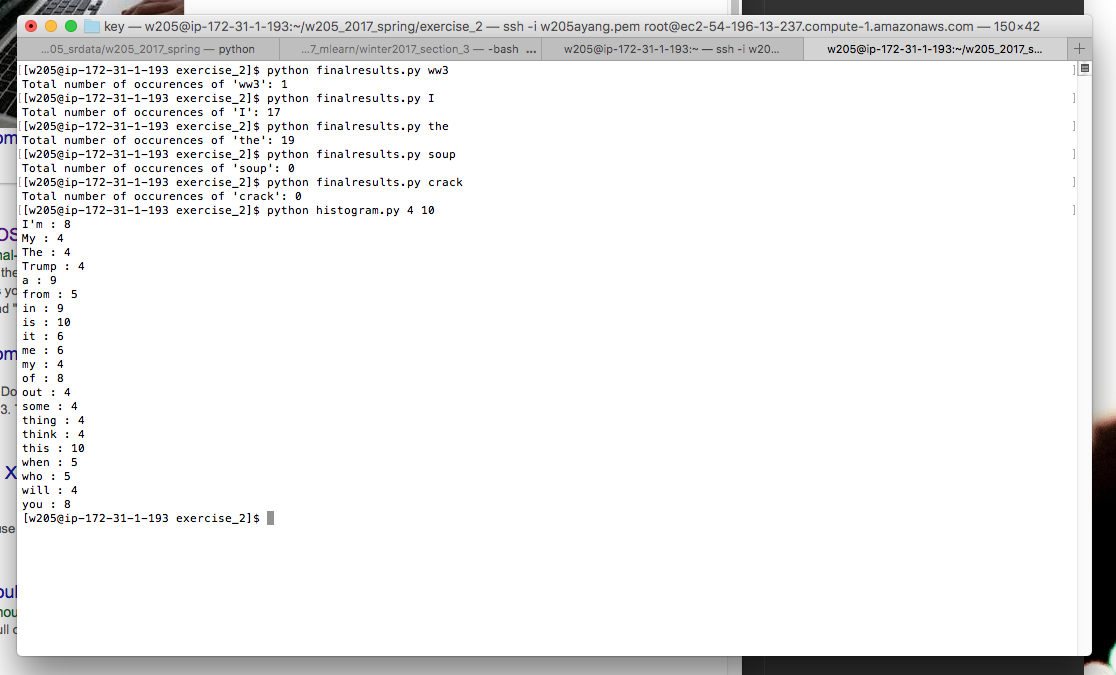 key — w205@ip-172-31-1-193:~/w205_2017_spring/exercise_2 — ssh -i w205ayang.pem root@ec2-54-196-13-237.compute-1.amazonaws.com — 150×42
...05_srdata/w205_2017_spring — python ...7_mlearn/winter2017_section_3 — -bash ... w205@ip-172-31-1-193:~ — ssh -i w20... w205@ip-172-31-1-193:~/w205_2017_s... +
[[w205@ip-172-31-1-193 exercise_2]$ python finalresults.py ww3 ]
Total number of occurences of 'ww3': 1
[[w205@ip-172-31-1-193 exercise_2]$ python finalresults.py I ]
Total number of occurences of 'I': 17
[[w205@ip-172-31-1-193 exercise_2]$ python finalresults.py the ]
Total number of occurences of 'the': 19
[[w205@ip-172-31-1-193 exercise_2]$ python finalresults.py soup ]
Total number of occurences of 'soup': 0
[[w205@ip-172-31-1-193 exercise_2]$ python finalresults.py crack ]
Total number of occurences of 'crack': 0
[[w205@ip-172-31-1-193 exercise_2]$ python histogram.py 4 10 ]
I'm : 8
My : 4
The : 4
Trump : 4
a : 9
from : 5
in : 9
is : 10
it : 6
me : 6
my : 4
of : 8
out : 4
some : 4
thing : 4
think : 4
this : 10
when : 5
who : 5
will : 4
you : 8
[w205@ip-172-31-1-193 exercise_2]$